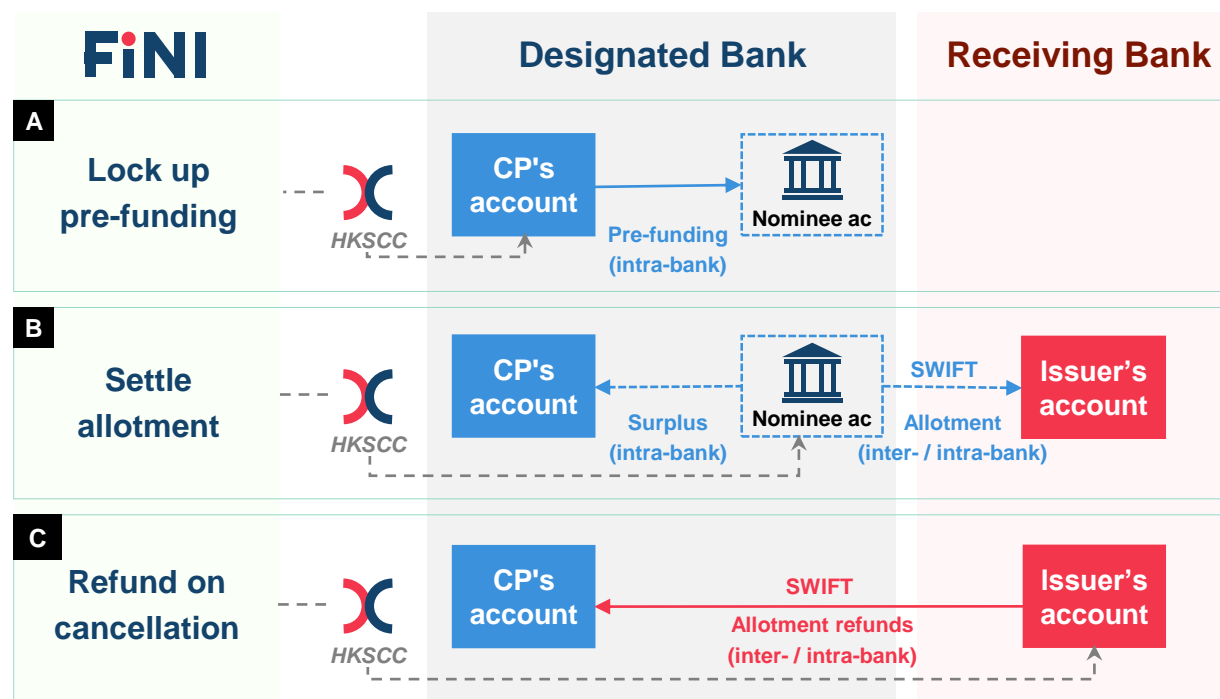 FiNI
Designated Bank
Receiving Bank
A
Lock up
pre-funding
HKSCC
CP's
account
Pre-funding
(intra-bank)
Nominee ac
B
Settle
allotment
HKSCC
CP's
account
Surplus
(intra-bank)
Nominee ac
SWIFT
Allotment
(inter- / intra-bank)
Issuer’s
account
C
Refund on
cancellation
HKSCC
CP's
account
SWIFT
Allotment refunds
(inter- / intra-bank)
Issuer’s
account